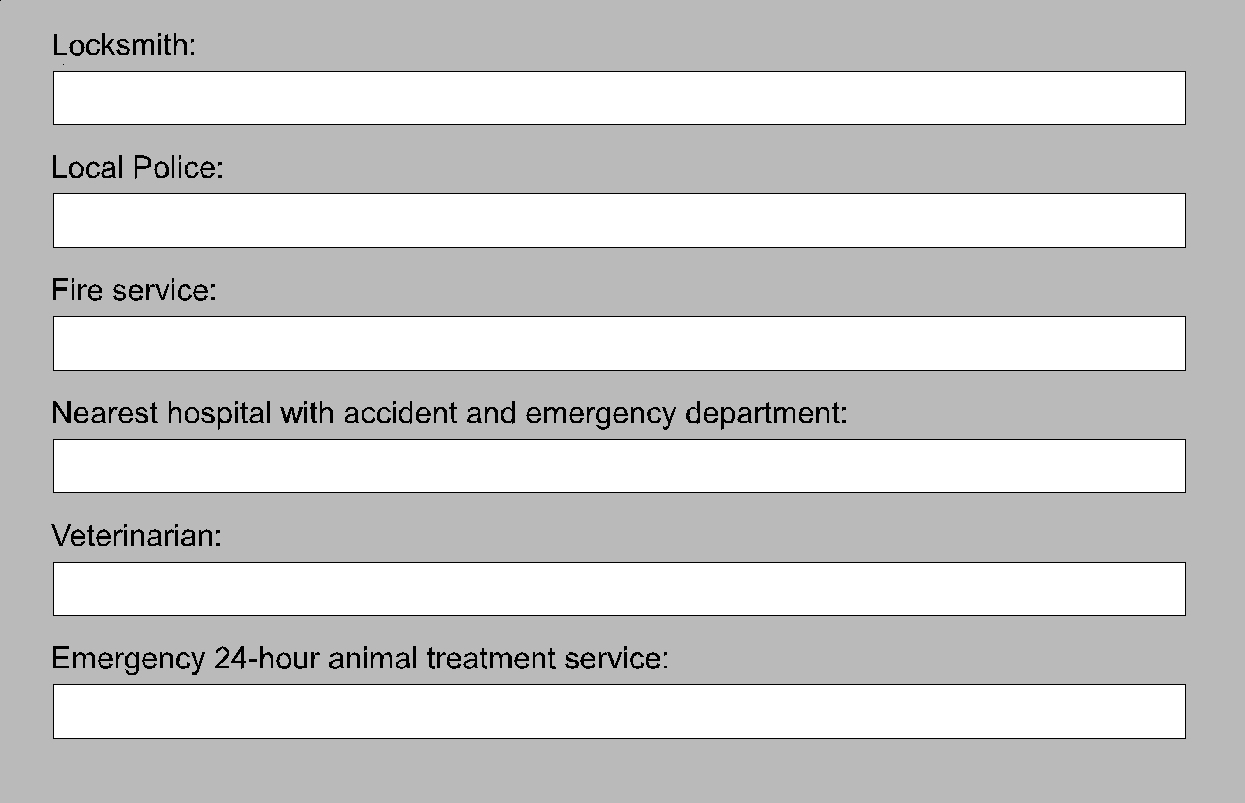 Locksmith:
Local Police:
Fire service:
Nearest hospital with accident and emergency department:
Veterinarian:
Emergency 24-hour animal treatment service: